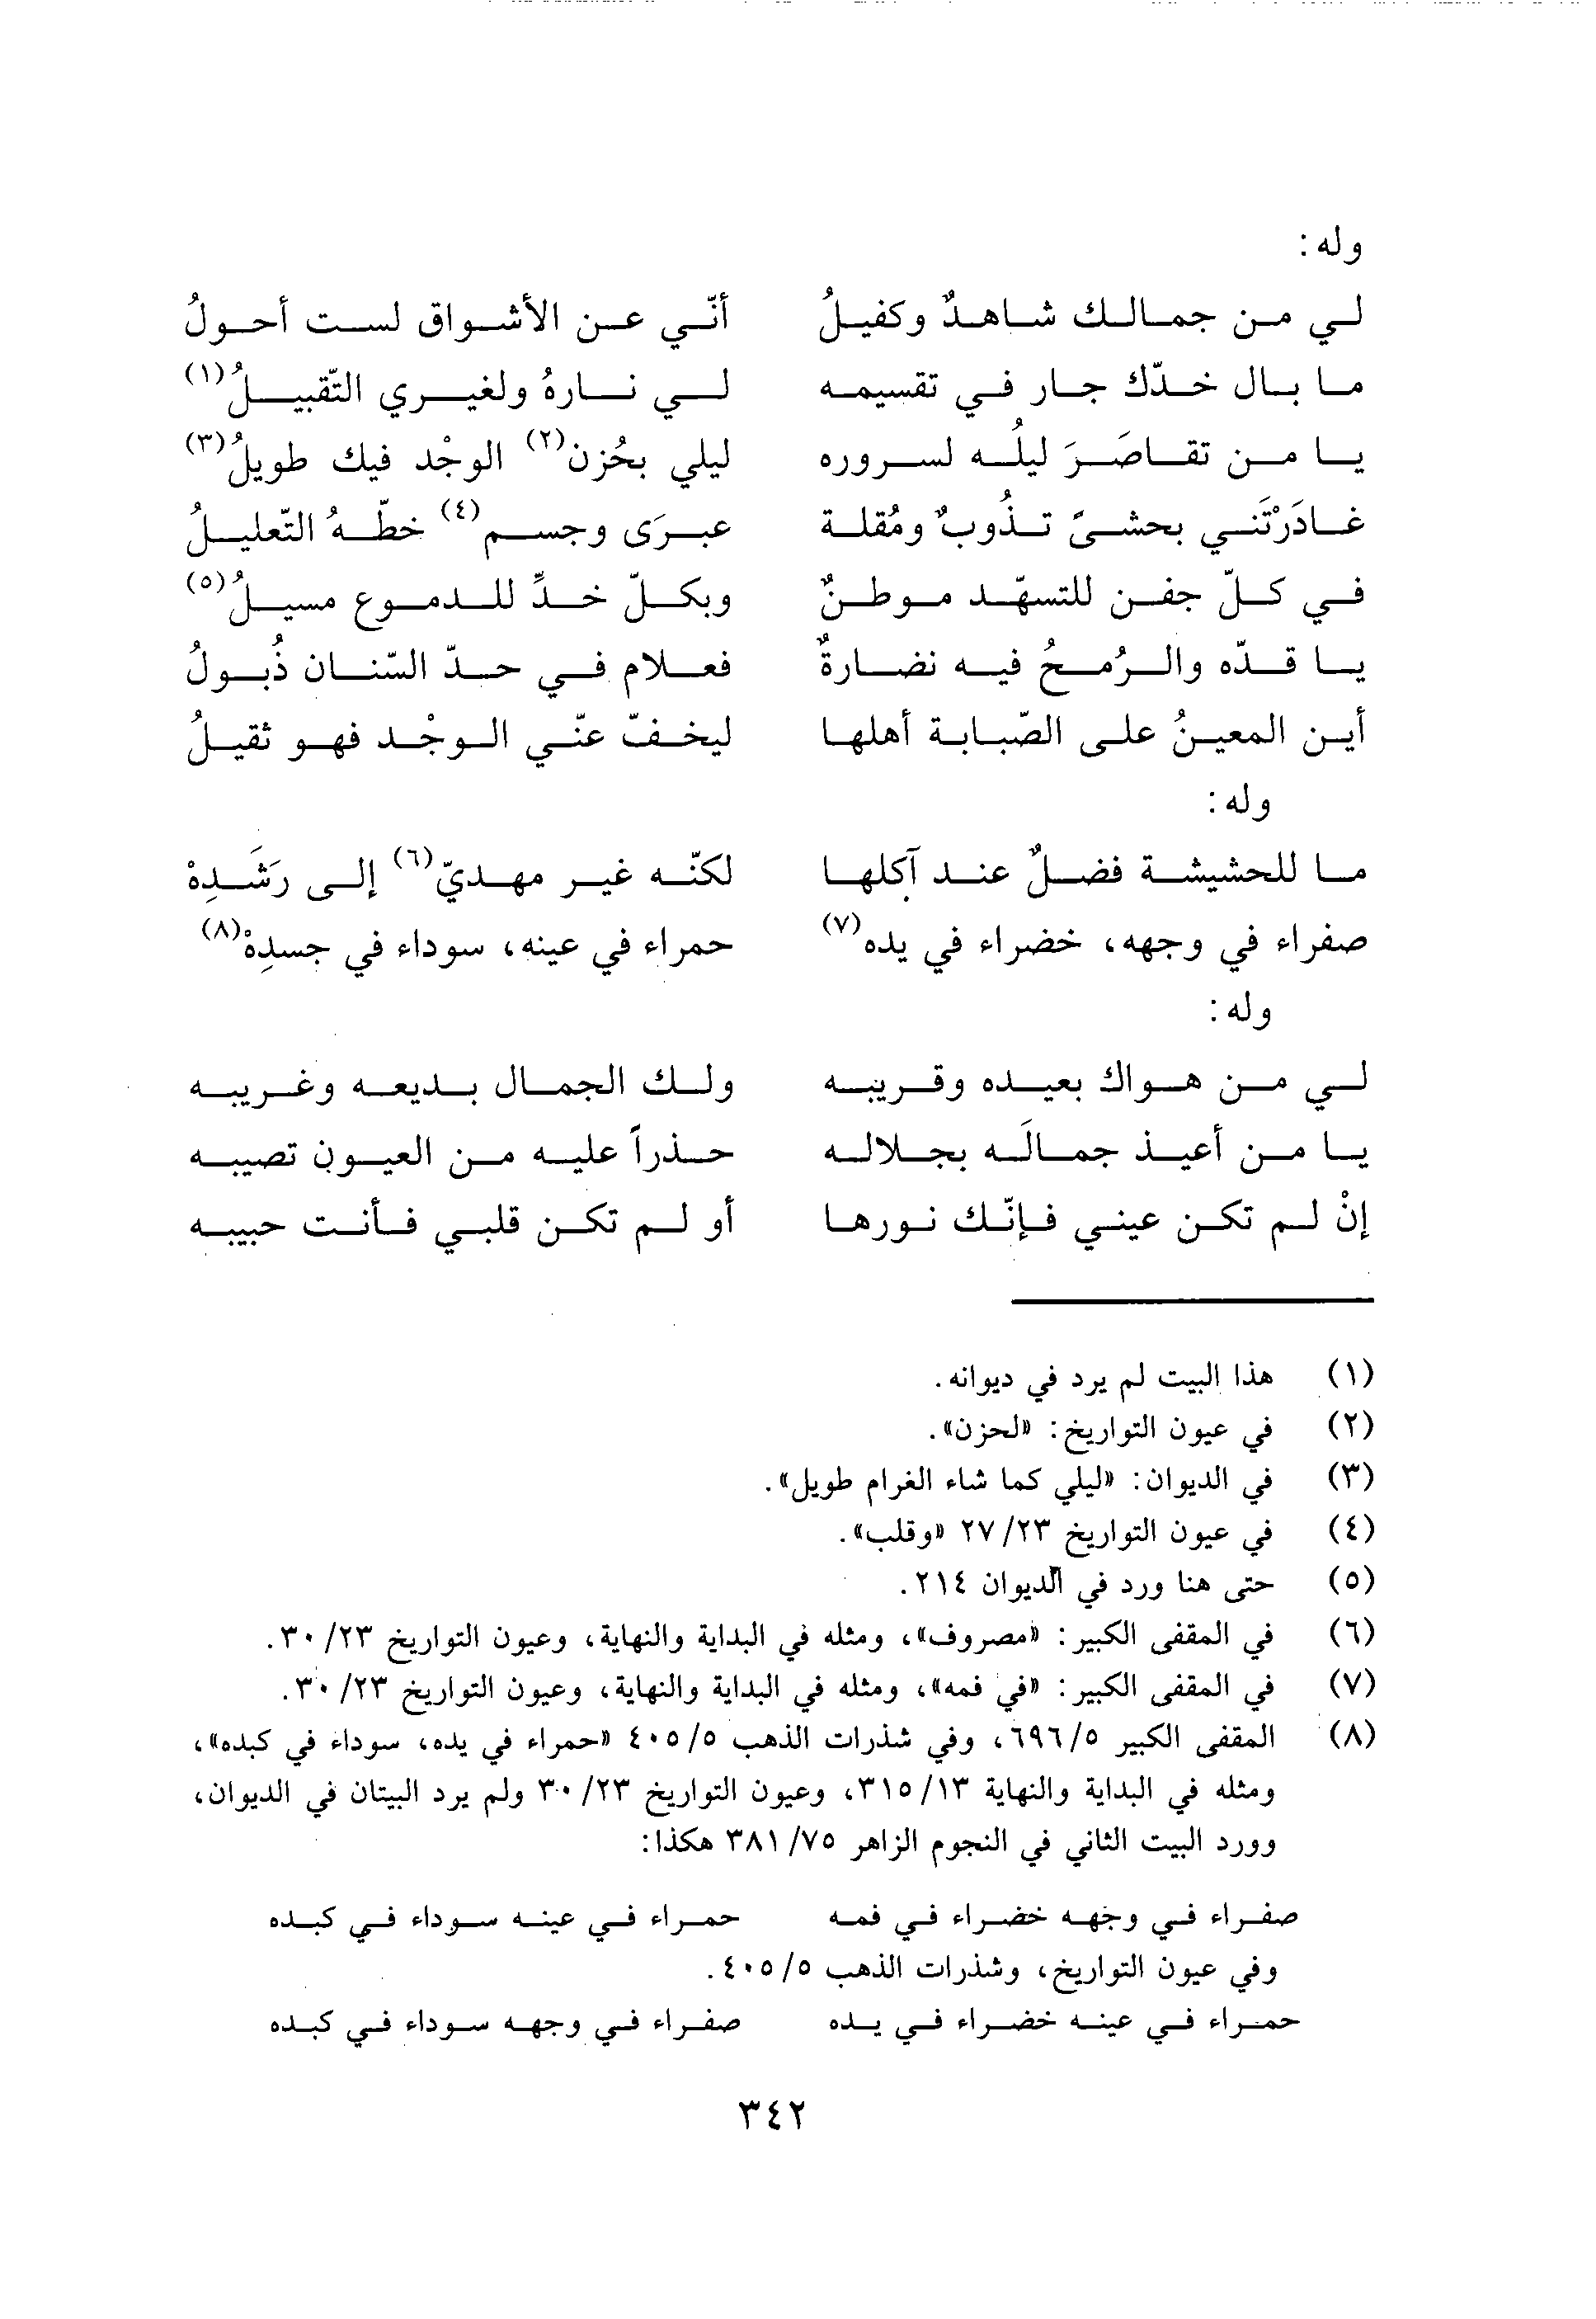 وله :
لي من جمالك شاهدٌ وكفيلُ أنّي عن الأشواق لست أحولُ
ما بال خدّك جار في تقسيمه لي نارهُ ولغيري التّقبيلُ(١)
يا من تقاصَرَ ليلُه لسروره ليلي بحُزن(٢) الوجْد فيك طويلُ(٣)
غادَرْتَني بحشىً تذُوبُ ومُقلة عبرَى وجسم(٤) خطّهُ التّعليلُ
في كلّ جفن للتسهّد موطنٌ وبكلّ خدٍّ للدموع مسيلُ(٥)
يا قدّه والرُمحُ فيه نضارةٌ فعلام في حدّ السّنان ذُبولُ
أين المعينُ على الصّبابة أهلها ليخفّ عنّي الوجْد فهو ثقيلُ
وله :
ما للحشيشة فضلٌ عند آكلها لكنّه غير مهديّ(٦) إلى رَشَدِهْ
صفراء في وجهه، خضراء في يده(٧) حمراء في عينه، سوداء في جسدِهْ(٨)
وله :
لي من هواك بعيده وقريبه ولك الجمال بديعه وغريبه
يا من أعيذ جمالَه بجلاله حذراً عليه من العيون تصيبه
إنْ لم تكن عيني فإنّك نورها أو لم تكن قلبي فأنت حبيبه
(١) هذا البيت لم يرد في ديوانه.
(٢) في عيون التواريخ: «لحزن».
(٣) في الديوان: «ليلي كما شاء الغرام طويل».
(٤) في عيون التواريخ ٢٧/٢٣ «وقلب».
(٥) حتى هنا ورد في الديوان ٢١٤.
(٦) في المقفى الكبير: «مصروف»، ومثله في البداية والنهاية، وعيون التواريخ ٣٠/٢٣.
(٧) في المقفى الكبير: «في فمه»، ومثله في البداية والنهاية، وعيون التواريخ ٣٠/٢٣.
(٨) المقفى الكبير ٦٩٦/٥، وفي شذرات الذهب ٤٠٥/٥ «حمراء في يده، سوداء في كبده»،
ومثله في البداية والنهاية ٣١٥/١٣، وعيون التواريخ ٣٠/٢٣ ولم يرد البيتان في الديوان،
وورد البيت الثاني في النجوم الزاهر ٣٨١/٧٥ هكذا:
صفراء في وجهه خضراء في فمه حمراء في عينه سوداء في كبده
وفي عيون التواريخ، وشذرات الذهب ٤٠٥/٥.
حمراء في عينه خضراء في يده صفراء في وجهه سوداء في كبده
٣٤٢